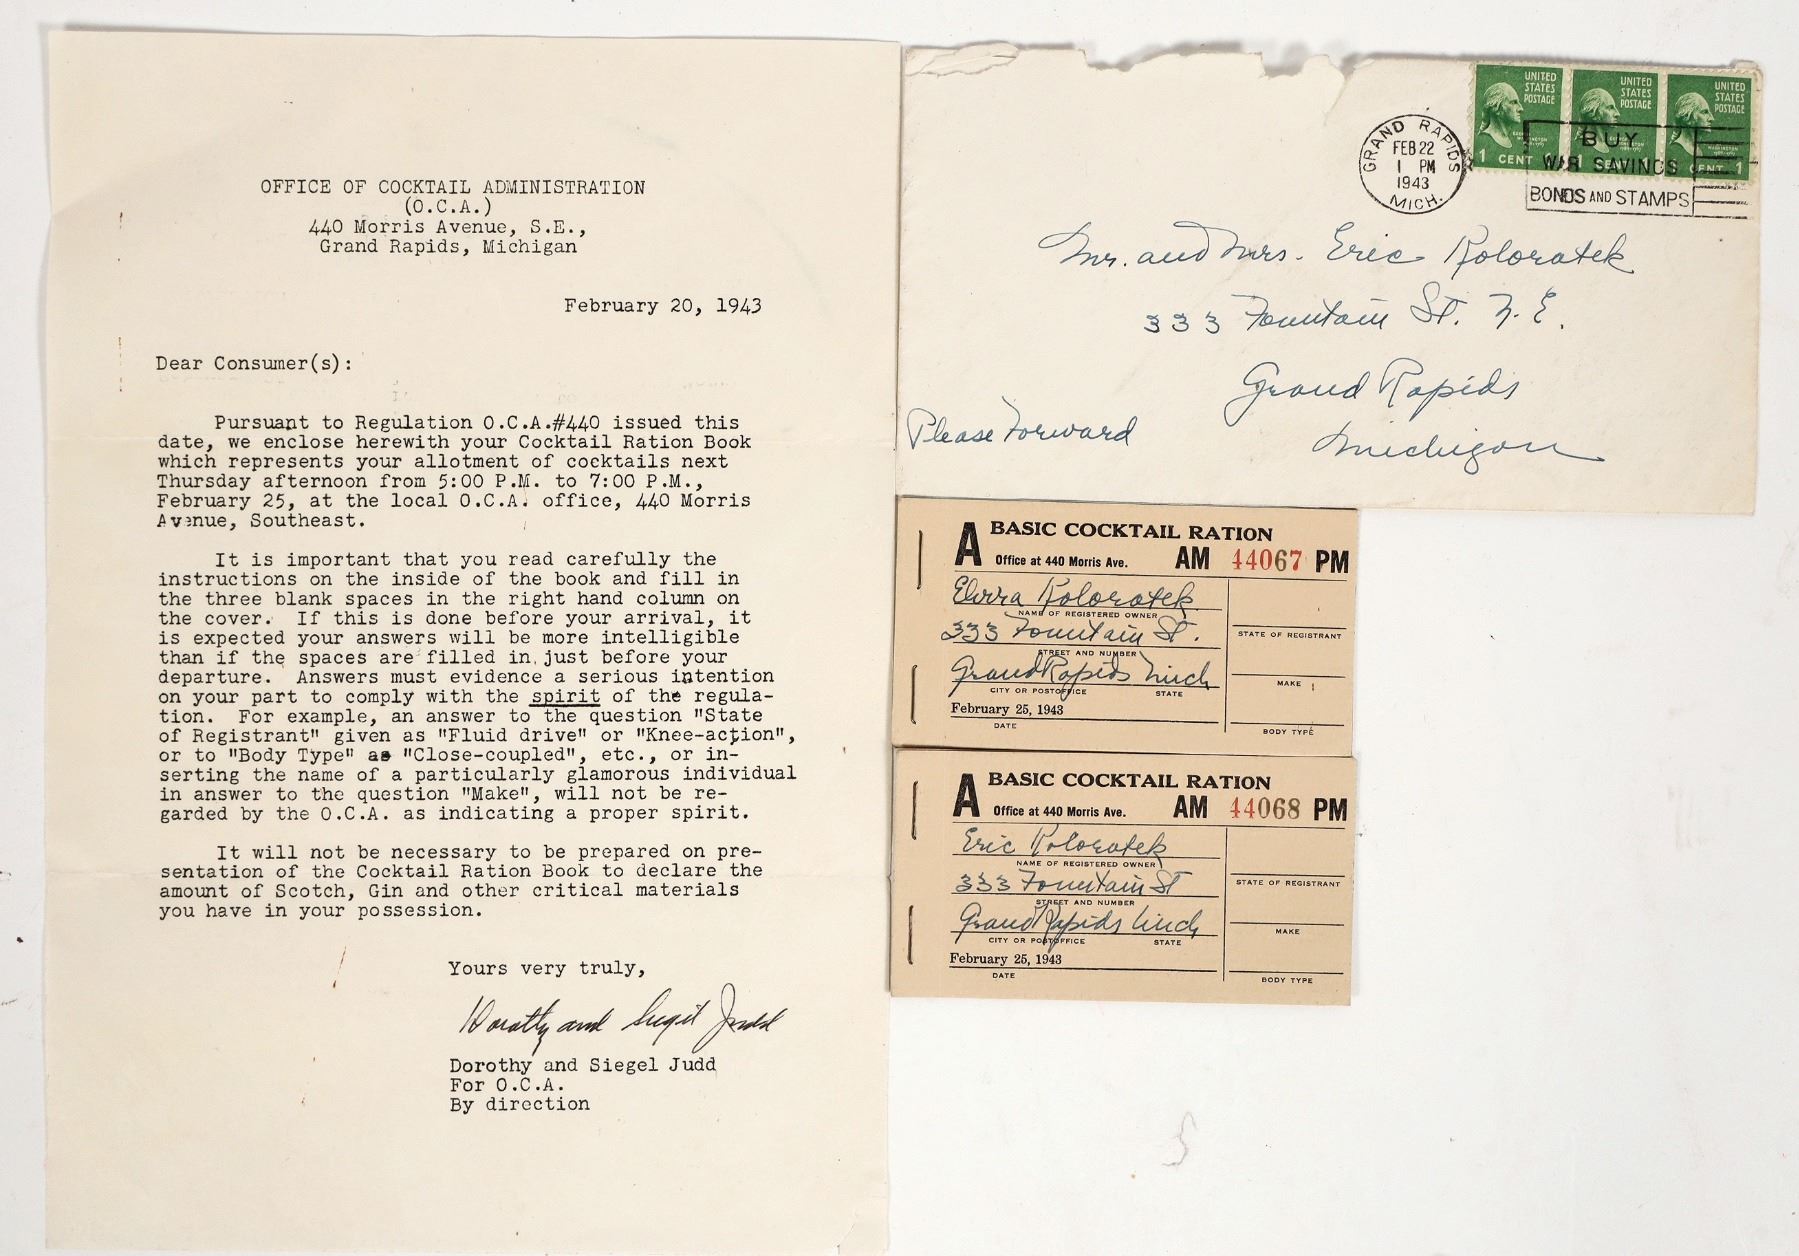 OFFICE OF COCKTAIL ADMINISTRATION
(O.C.A.)
440 Morris Avenue, S.E.,
Grand Rapids, Michigan
February 20, 1943
Dear Consumer(s):
Pursuant to Regulation O.C.A.#440 issued this
date, we enclose herewith your Cocktail Ration Book
which represents your allotment of cocktails next
Thursday afternoon from 5:00 P.M. to 7:00 P.M.,
February 25, at the local O.C.A. office, 440 Morris
Avenue, Southeast.
It is important that you read carefully the
instructions on the inside of the book and fill in
the three blank spaces in the right hand column on
the cover. If this is done before your arrival, it
is expected your answers will be more intelligible
than if the spaces are filled in just before your
departure. Answers must evidence a serious intention
on your part to comply with the spirit of the regula-
tion. For example, an answer to the question "State
of Registrant" given as "Fluid drive" or "Knee-action",
or to "Body Type" as "Close-coupled", etc., or in-
serting the name of a particularly glamorous individual
in answer to the question "Make", will not be re-
garded by the O.C.A. as indicating a proper spirit.
It will not be necessary to be prepared on pre-
sentation of the Cocktail Ration Book to declare the
amount of Scotch, Gin and other critical materials
you have in your possession.
Yours very truly,
Dorothy and Siegel Judd
Dorothy and Siegel Judd
For O.C.A.
By direction
UNITED STATES POSTAGE
1 CENT
UNITED STATES POSTAGE
UNITED STATES POSTAGE
CENT 1
GRAND RAPIDS
FEB 22
1 PM
1943
MICH.
BUY
WAR SAVINGS
BONDS AND STAMPS
Mr. and Mrs. Eric Koloratek
333 Fountain St. N.E.
Grand Rapids
Please Forward
Michigan
A BASIC COCKTAIL RATION
Office at 440 Morris Ave. AM 44067 PM
Elvira Koloratek
NAME OF REGISTERED OWNER
333 Fountain St.
STREET AND NUMBER
Grand Rapids Mich
CITY OR POSTOFFICE STATE
February 25, 1943
DATE
STATE OF REGISTRANT
MAKE
BODY TYPE
A BASIC COCKTAIL RATION
Office at 440 Morris Ave. AM 44068 PM
Eric Koloratek
NAME OF REGISTERED OWNER
333 Fountain St
STREET AND NUMBER
Grand Rapids Mich
CITY OR POSTOFFICE STATE
February 25, 1943
DATE
STATE OF REGISTRANT
MAKE
BODY TYPE